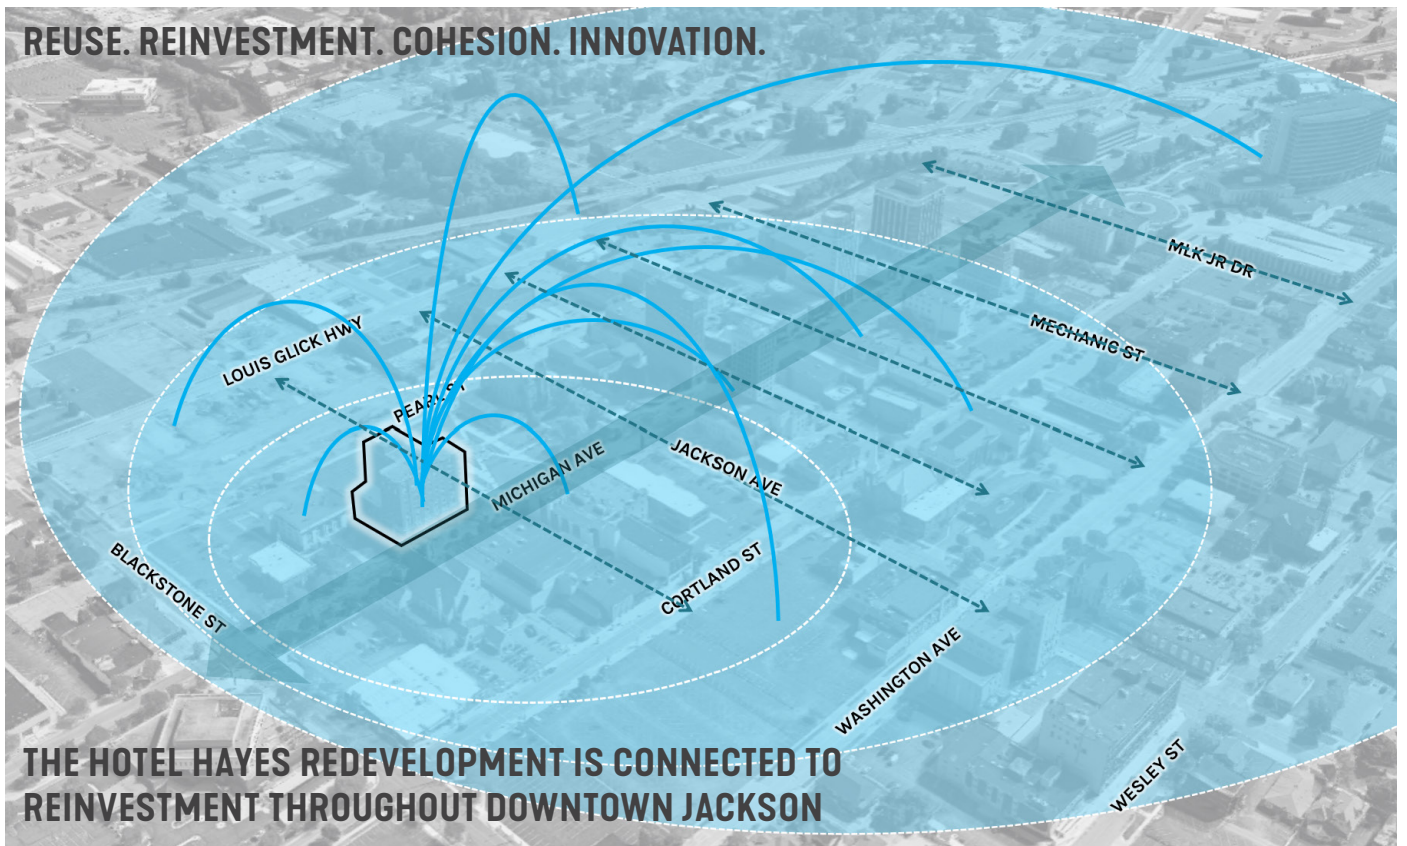 REUSE. REINVESTMENT. COHESION. INNOVATION.
MLK JR DR
MECHANIC ST
LOUIS GLICK HWY
PEARL ST
JACKSON AVE
MICHIGAN AVE
CORTLAND ST
BLACKSTONE ST
WASHINGTON AVE
WESLEY ST
THE HOTEL HAYES REDEVELOPMENT IS CONNECTED TO
REINVESTMENT THROUGHOUT DOWNTOWN JACKSON